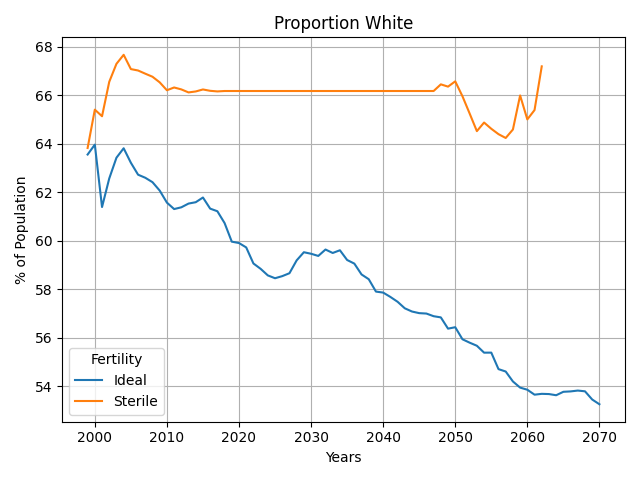 Proportion White
% of Population
68
66
64
62
60
58
56
54
Fertility
Ideal
Sterile
2000 2010 2020 2030 2040 2050 2060 2070
Years